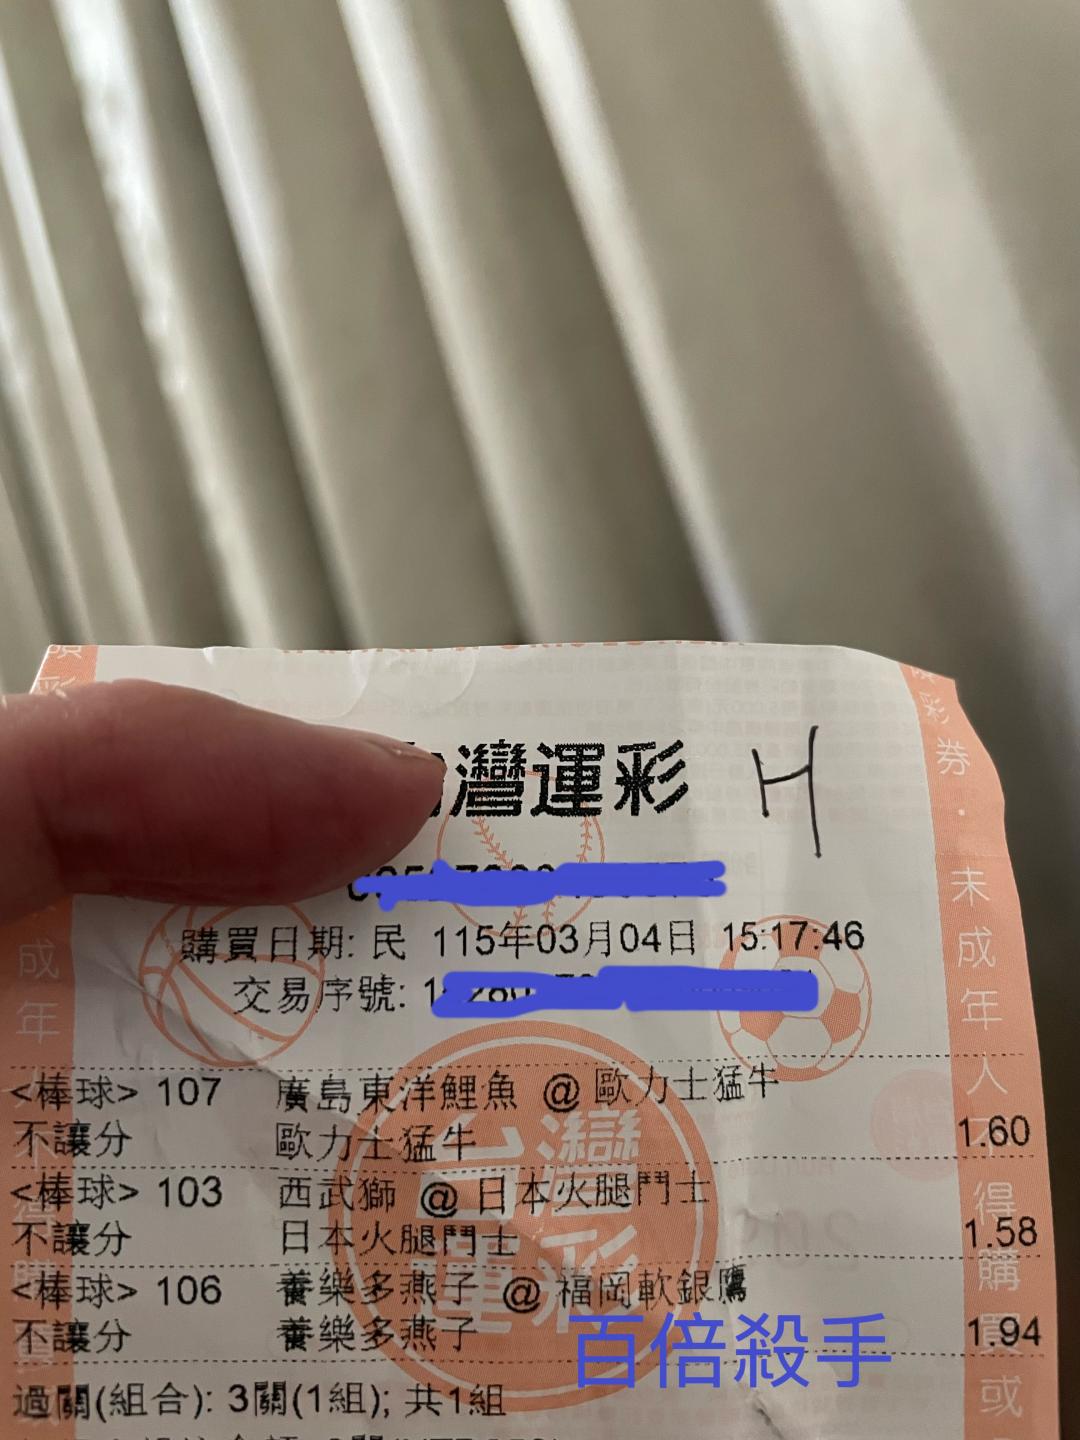 灣運彩 H
購買日期: 民 115年03月04日 15:17:46
交易序號:
<棒球> 107 廣島東洋鯉魚 @ 歐力士猛牛
不讓分 歐力士猛牛 1.60
<棒球> 103 西武獅 @ 日本火腿鬥士
不讓分 日本火腿鬥士 1.58
<棒球> 106 養樂多燕子 @ 福岡軟銀鷹
不讓分 養樂多燕子 1.94
百倍殺手
過關(組合): 3關(1組); 共1組
彩券．未成年人不得購買或
成年
台灣運彩